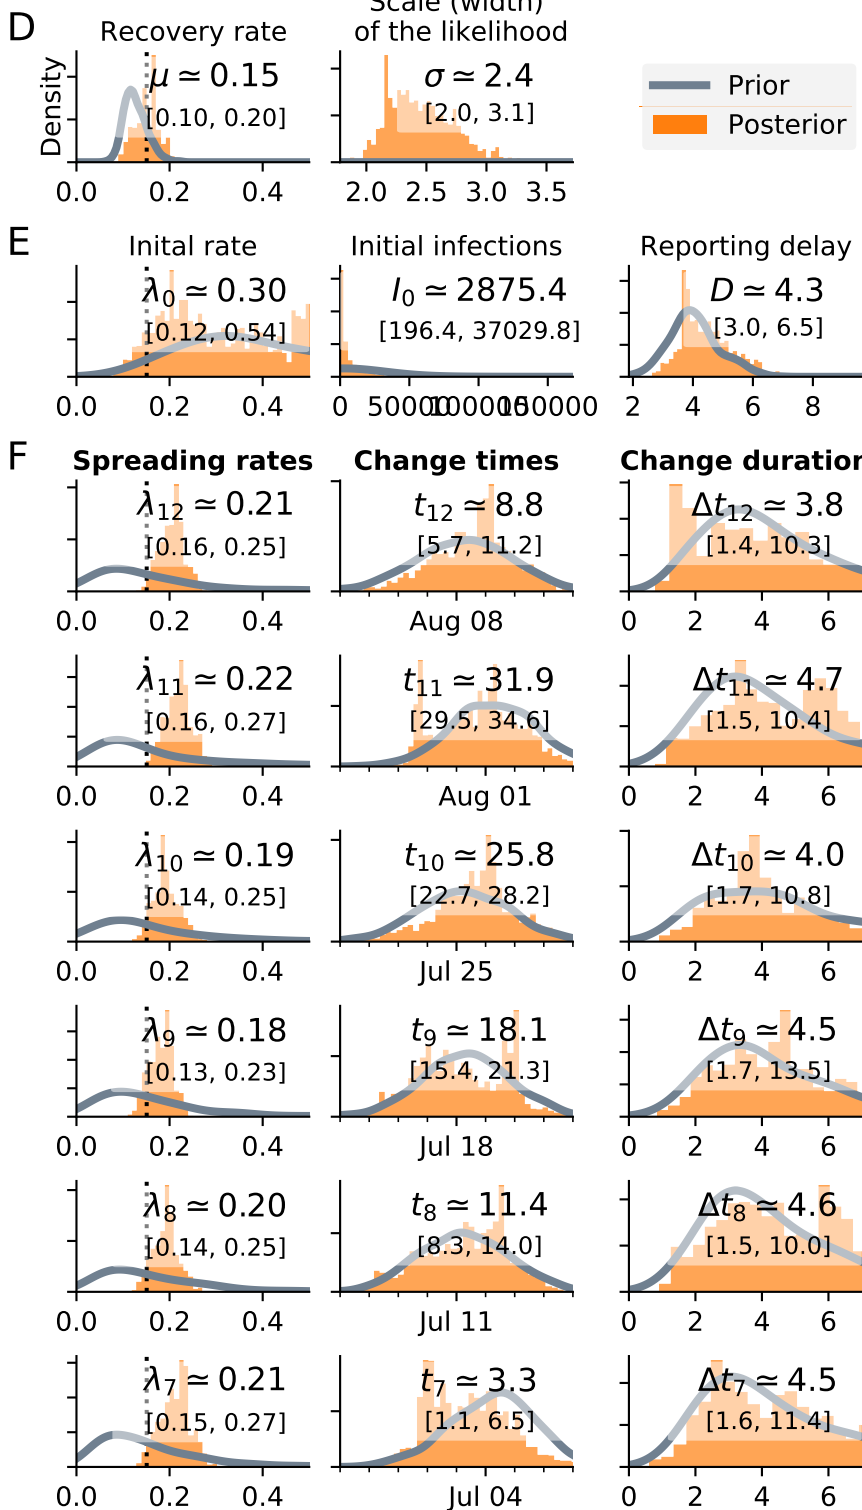 D
Recovery rate
Scale (width)
of the likelihood
Density
μ ≃ 0.15
[0.10, 0.20]
σ ≃ 2.4
[2.0, 3.1]
Prior
Posterior
0.0 0.2 0.4
2.0 2.5 3.0 3.5
E
Inital rate
Initial infections
Reporting delay
λ0 ≃ 0.30
[0.12, 0.54]
I0 ≃ 2875.4
[196.4, 37029.8]
D ≃ 4.3
[3.0, 6.5]
0.0 0.2 0.4
0 50000 100000 150000
2 4 6 8
F
Spreading rates
Change times
Change duration
λ12 ≃ 0.21
[0.16, 0.25]
t12 ≃ 8.8
[5.7, 11.2]
Δt12 ≃ 3.8
[1.4, 10.3]
0.0 0.2 0.4
Aug 08
0 2 4 6
λ11 ≃ 0.22
[0.16, 0.27]
t11 ≃ 31.9
[29.5, 34.6]
Δt11 ≃ 4.7
[1.5, 10.4]
0.0 0.2 0.4
Aug 01
0 2 4 6
λ10 ≃ 0.19
[0.14, 0.25]
t10 ≃ 25.8
[22.7, 28.2]
Δt10 ≃ 4.0
[1.7, 10.8]
0.0 0.2 0.4
Jul 25
0 2 4 6
λ9 ≃ 0.18
[0.13, 0.23]
t9 ≃ 18.1
[15.4, 21.3]
Δt9 ≃ 4.5
[1.7, 13.5]
0.0 0.2 0.4
Jul 18
0 2 4 6
λ8 ≃ 0.20
[0.14, 0.25]
t8 ≃ 11.4
[8.3, 14.0]
Δt8 ≃ 4.6
[1.5, 10.0]
0.0 0.2 0.4
Jul 11
0 2 4 6
λ7 ≃ 0.21
[0.15, 0.27]
t7 ≃ 3.3
[1.1, 6.5]
Δt7 ≃ 4.5
[1.6, 11.4]
0.0 0.2 0.4
Jul 04
0 2 4 6